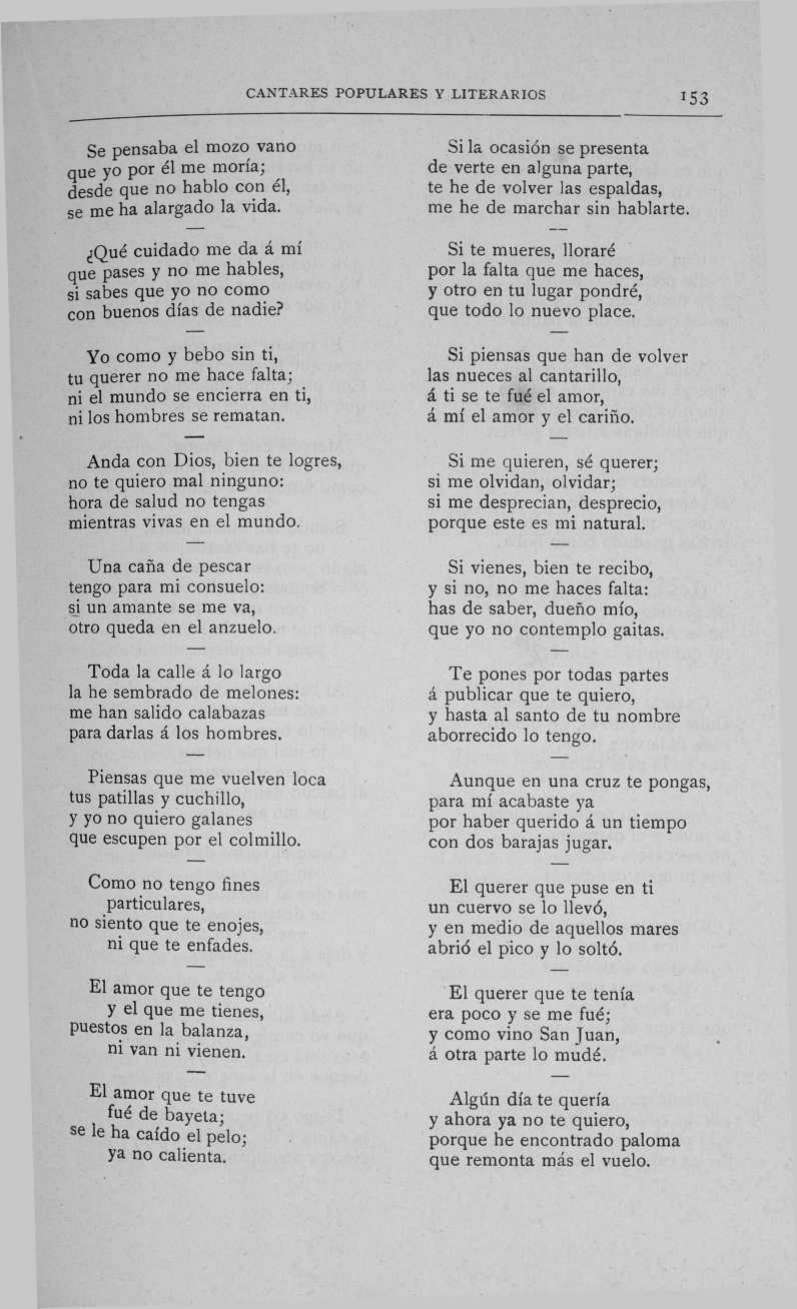 CANTARES POPULARES Y LITERARIOS 153
Se pensaba el mozo vano
que yo por él me moría;
desde que no hablo con él,
se me ha alargado la vida.
¿Qué cuidado me da á mí
que pases y no me hables,
si sabes que yo no como
con buenos días de nadie?
Yo como y bebo sin ti,
tu querer no me hace falta;
ni el mundo se encierra en ti,
ni los hombres se rematan.
Anda con Dios, bien te logres,
no te quiero mal ninguno:
hora de salud no tengas
mientras vivas en el mundo.
Una caña de pescar
tengo para mi consuelo:
si un amante se me va,
otro queda en el anzuelo.
Toda la calle á lo largo
la he sembrado de melones:
me han salido calabazas
para darlas á los hombres.
Piensas que me vuelven loca
tus patillas y cuchillo,
y yo no quiero galanes
que escupen por el colmillo.
Como no tengo fines
particulares,
no siento que te enojes,
ni que te enfades.
El amor que te tengo
y el que me tienes,
puestos en la balanza,
ni van ni vienen.
El amor que te tuve
fué de bayeta;
se le ha caído el pelo;
ya no calienta.
Si la ocasión se presenta
de verte en alguna parte,
te he de volver las espaldas,
me he de marchar sin hablarte.
Si te mueres, lloraré
por la falta que me haces,
y otro en tu lugar pondré,
que todo lo nuevo place.
Si piensas que han de volver
las nueces al cantarillo,
á ti se te fué el amor,
á mí el amor y el cariño.
Si me quieren, sé querer;
si me olvidan, olvidar;
si me desprecian, desprecio,
porque este es mi natural.
Si vienes, bien te recibo,
y si no, no me haces falta:
has de saber, dueño mío,
que yo no contemplo gaitas.
Te pones por todas partes
á publicar que te quiero,
y hasta al santo de tu nombre
aborrecido lo tengo.
Aunque en una cruz te pongas,
para mí acabaste ya
por haber querido á un tiempo
con dos barajas jugar.
El querer que puse en ti
un cuervo se lo llevó,
y en medio de aquellos mares
abrió el pico y lo soltó.
El querer que te tenía
era poco y se me fué;
y como vino San Juan,
á otra parte lo mudé.
Algún día te quería
y ahora ya no te quiero,
porque he encontrado paloma
que remonta más el vuelo.